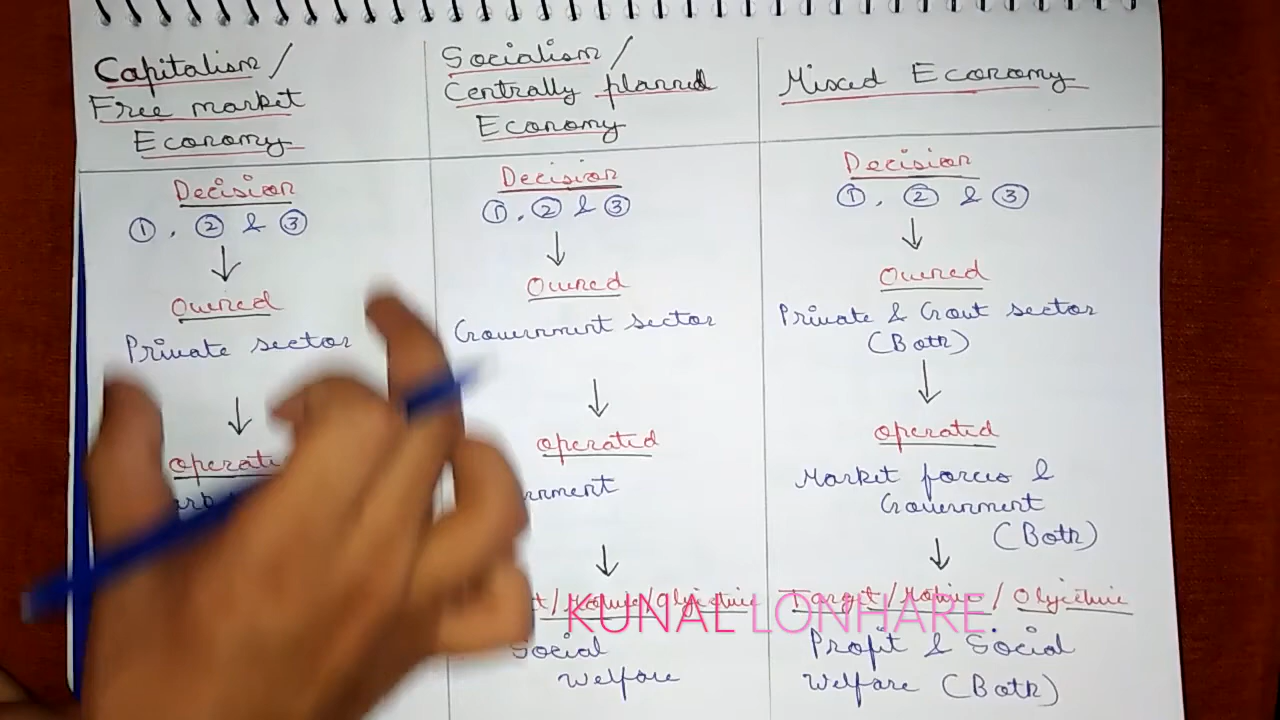 Capitalism /
Free market
Economy
Decision
①, ② & ③
↓
Owned
Private sector
↓
Socialism /
Centrally planned
Economy
Decision
①, ② & ③
↓
Owned
Government sector
↓
Operated
↓
Social
Welfare
Mixed Economy
Decision
①, ② & ③
↓
Owned
Private & Govt sector
(Both)
↓
Operated
Market forces &
Government
(Both)
↓
Target/Motive/Objective
Profit & Social
Welfare (Both)
KUNAL LONHARE.